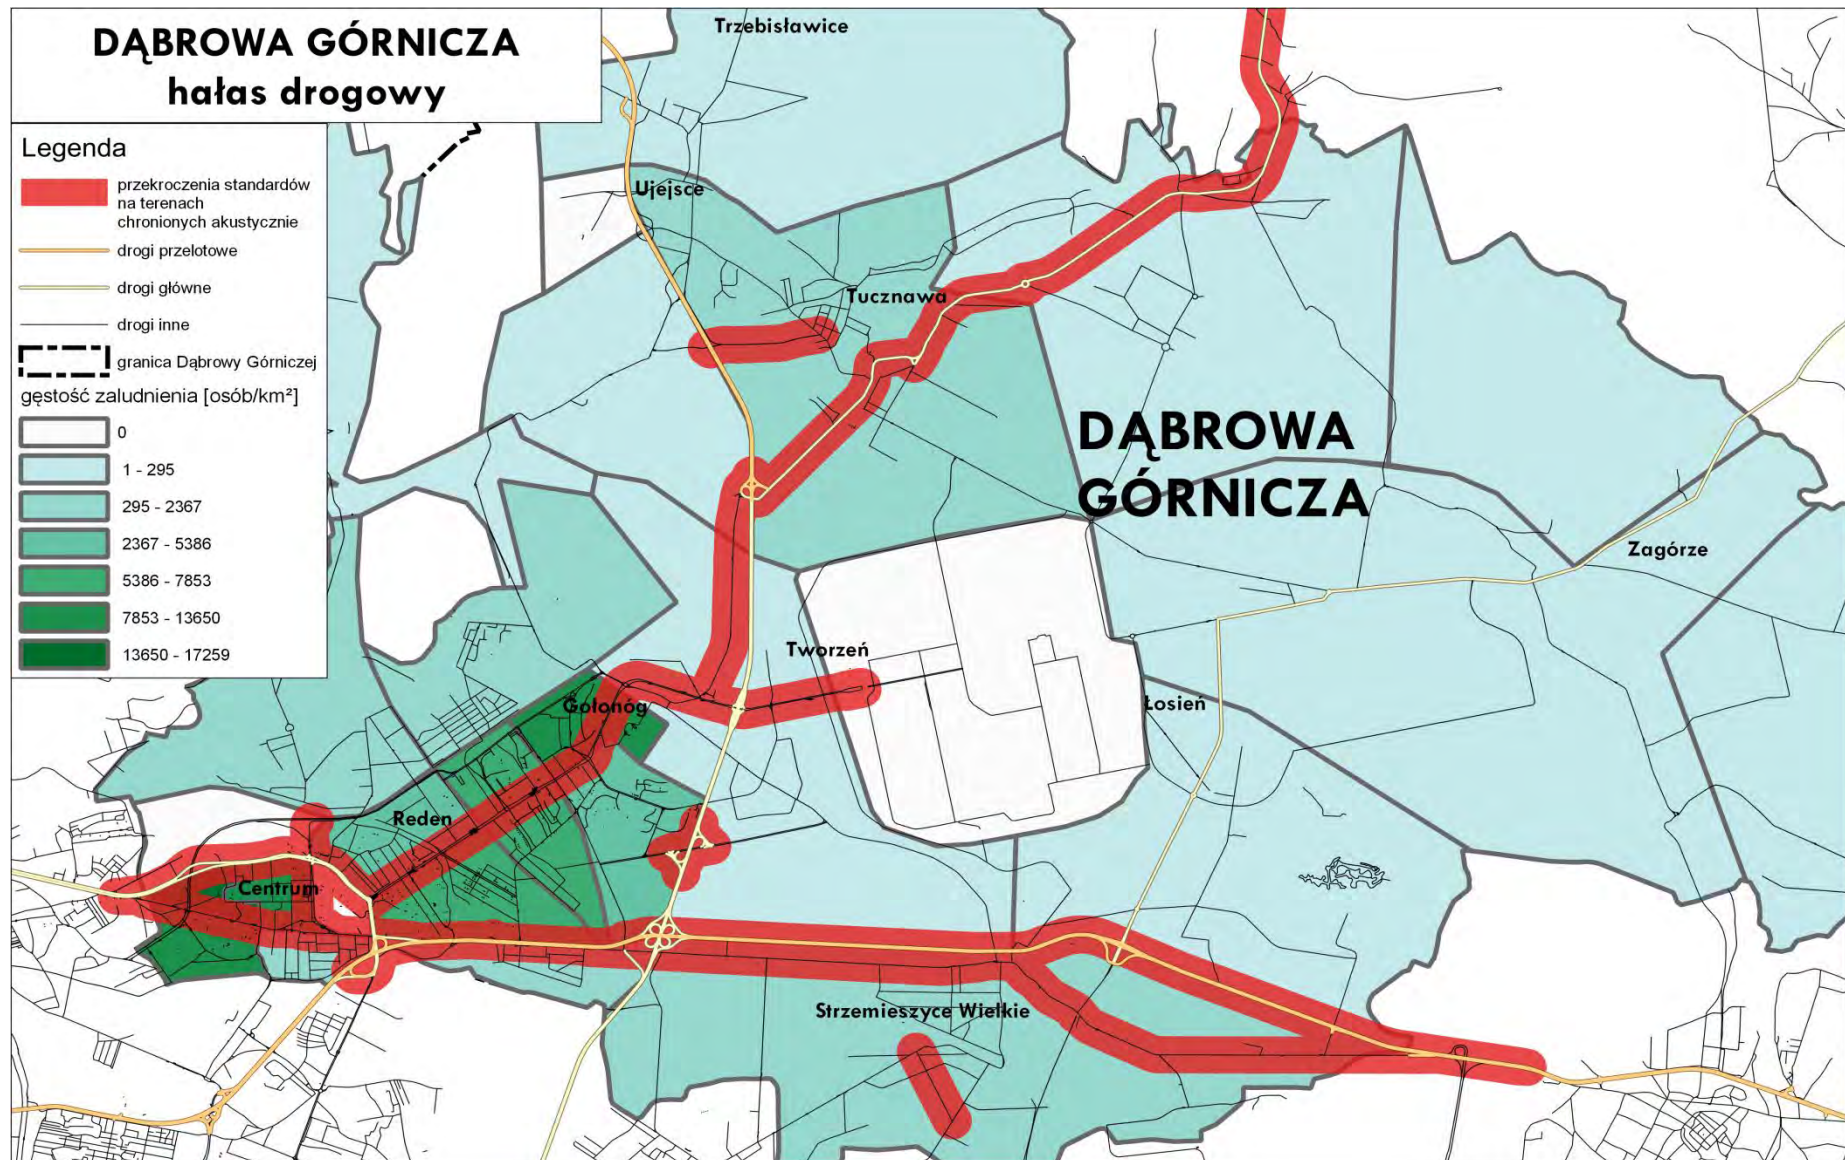 DĄBROWA GÓRNICZA
hałas drogowy
Legenda
przekroczenia standardów
na terenach
chronionych akustycznie
drogi przelotowe
drogi główne
drogi inne
granica Dąbrowy Górniczej
gęstość zaludnienia [osób/km²]
0
1 - 295
295 - 2367
2367 - 5386
5386 - 7853
7853 - 13650
13650 - 17259
Trzebisławice
Ujejsce
Tucznawa
DĄBROWA
GÓRNICZA
Zagórze
Tworzeń
Łosień
Gołonóg
Reden
Centrum
Strzemieszyce Wielkie